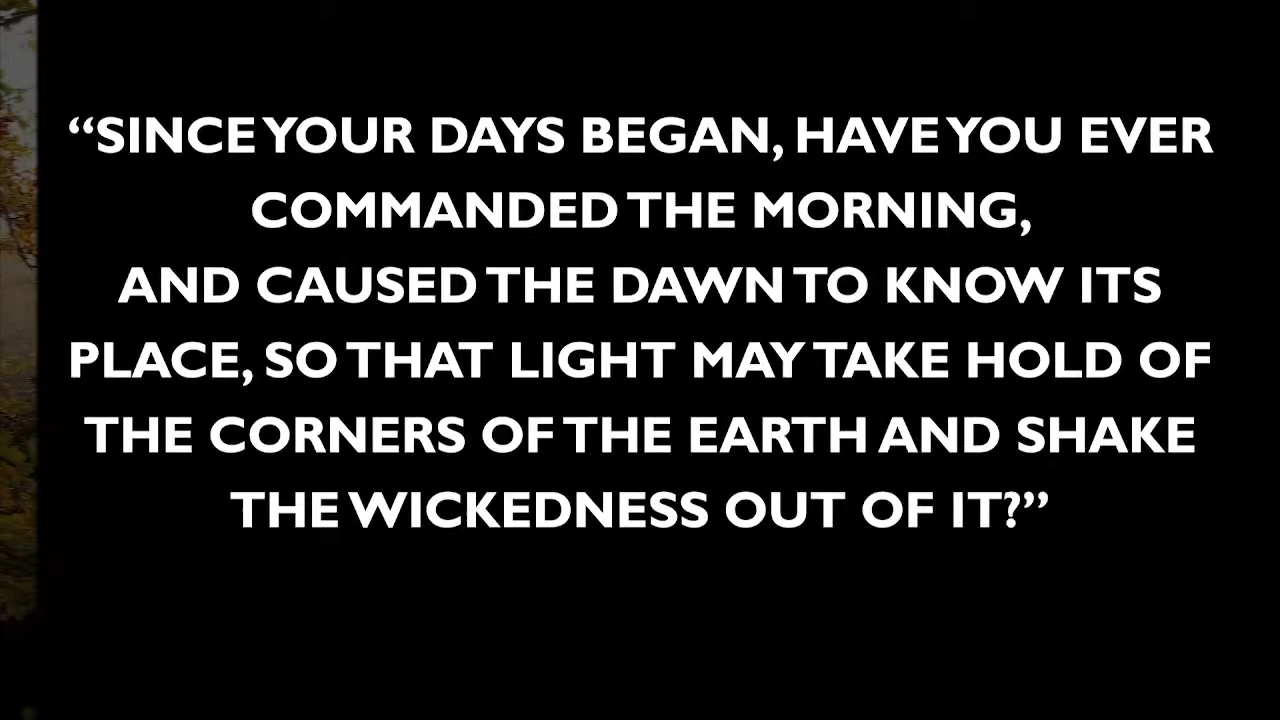 “SINCE YOUR DAYS BEGAN, HAVE YOU EVER
COMMANDED THE MORNING,
AND CAUSED THE DAWN TO KNOW ITS
PLACE, SO THAT LIGHT MAY TAKE HOLD OF
THE CORNERS OF THE EARTH AND SHAKE
THE WICKEDNESS OUT OF IT?”